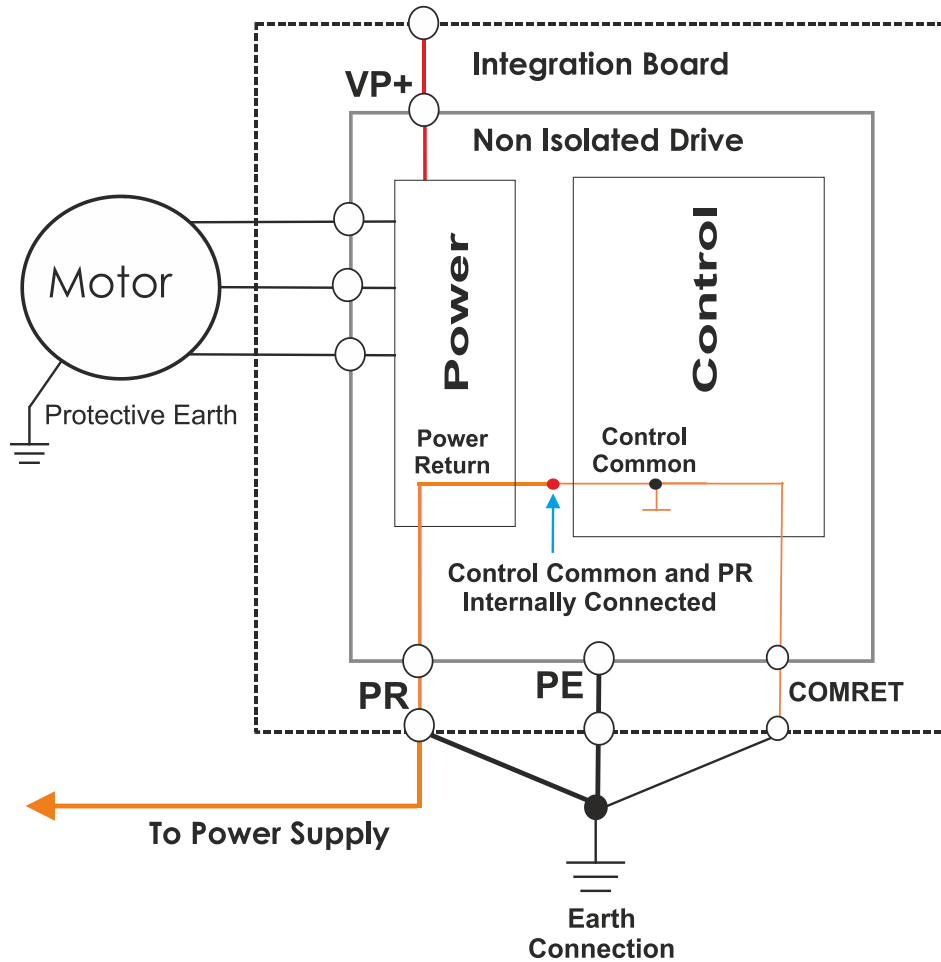 Integration Board
VP+
Non Isolated Drive
Motor
Power
Control
Protective Earth
Power
Return
Control
Common
Control Common and PR
Internally Connected
PR
PE
COMRET
To Power Supply
Earth
Connection